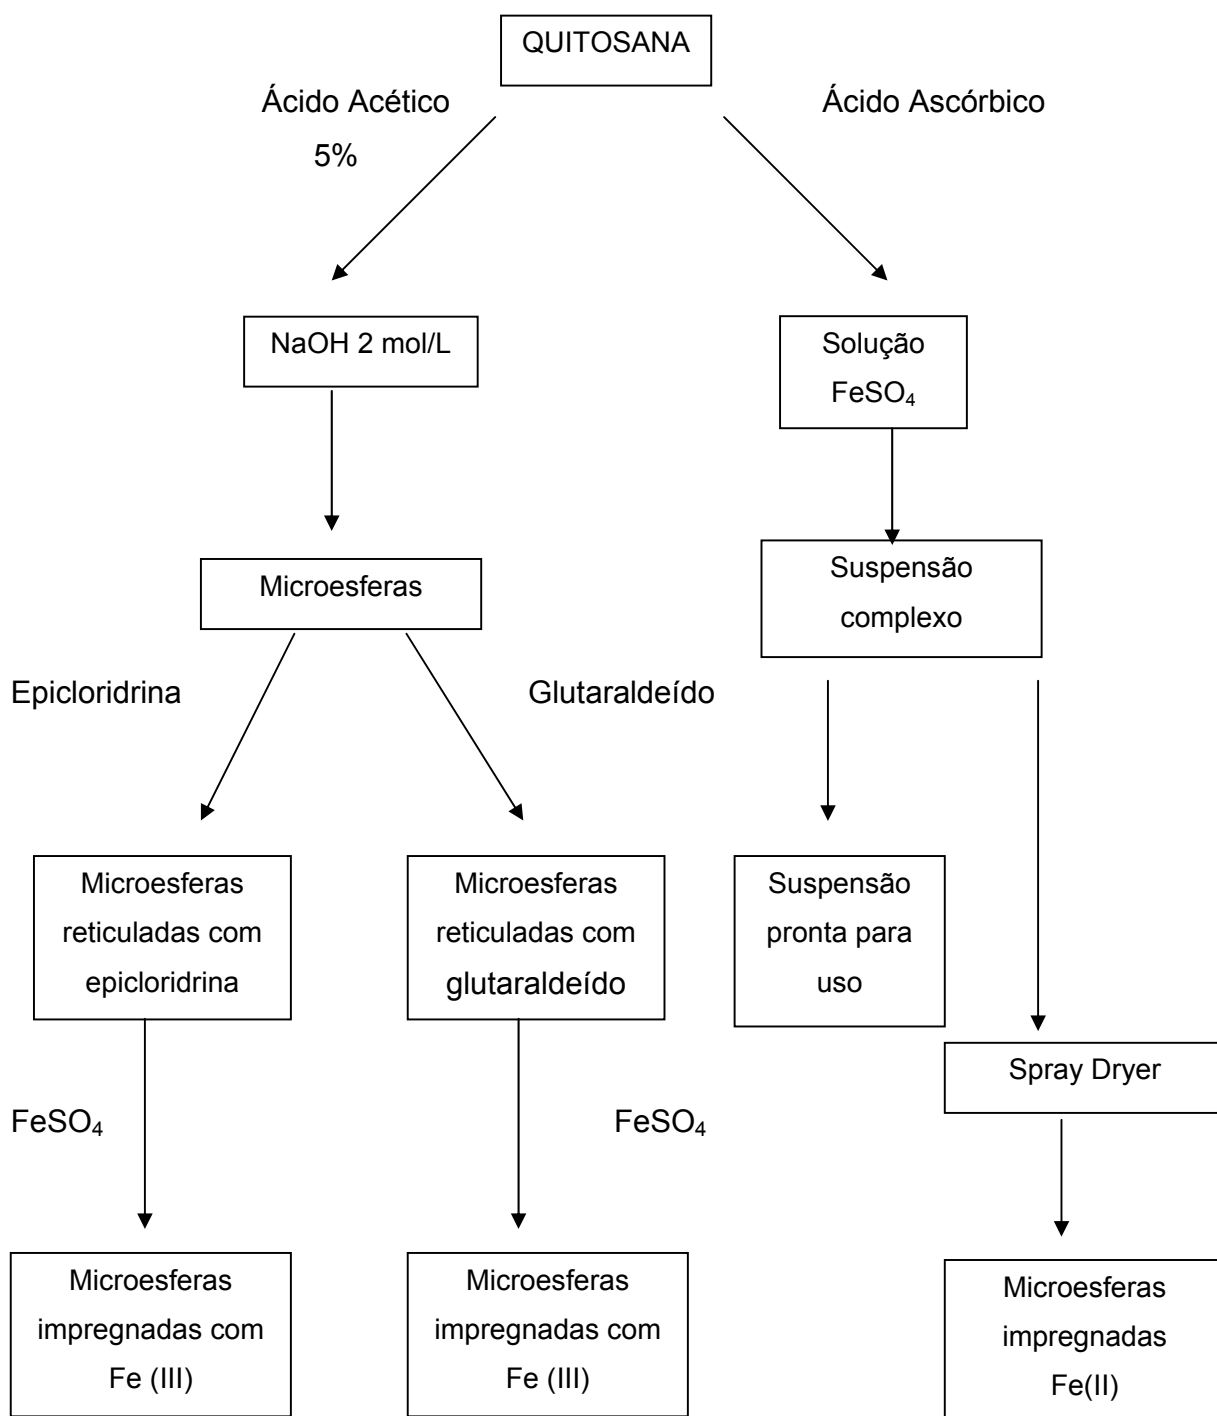 QUITOSANA
Ácido Acético
5%
Ácido Ascórbico
NaOH 2 mol/L
Solução
FeSO₄
Microesferas
Suspensão
complexo
Epicloridrina
Glutaraldeído
Microesferas
reticuladas com
epicloridrina
Microesferas
reticuladas com
glutaraldeído
Suspensão
pronta para
uso
Spray Dryer
FeSO₄
FeSO₄
Microesferas
impregnadas com
Fe (III)
Microesferas
impregnadas com
Fe (III)
Microesferas
impregnadas
Fe(II)